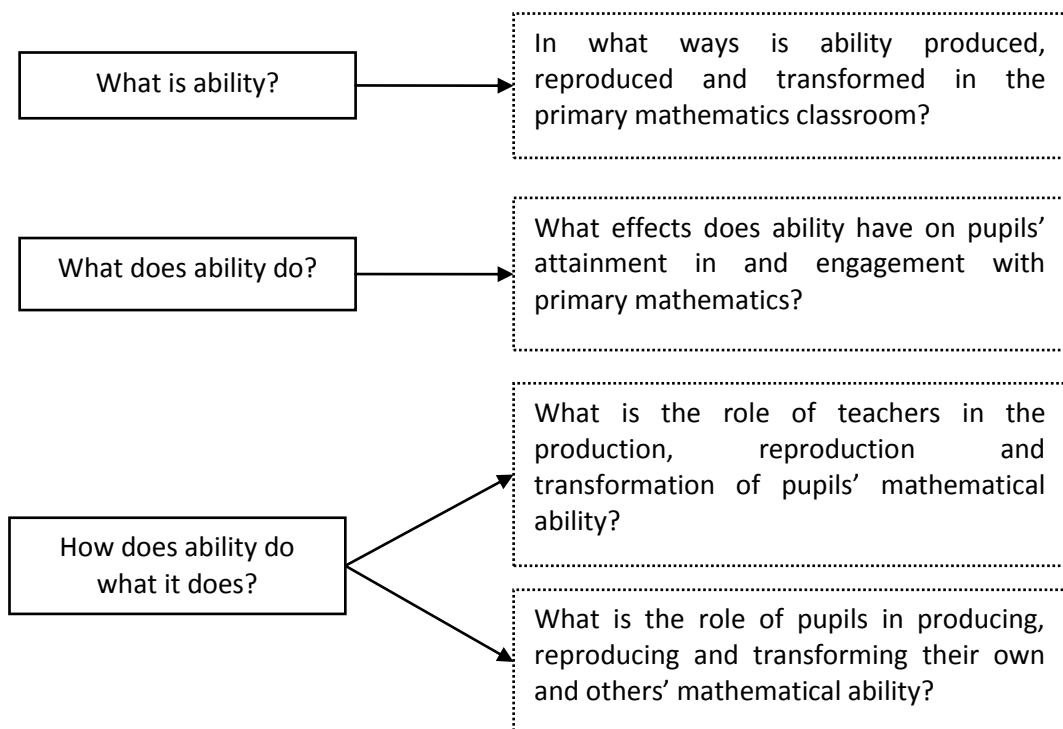 What is ability?
In what ways is ability produced,
reproduced and transformed in the
primary mathematics classroom?
What does ability do?
What effects does ability have on pupils’
attainment in and engagement with
primary mathematics?
How does ability do
what it does?
What is the role of teachers in the
production, reproduction and
transformation of pupils’ mathematical
ability?
What is the role of pupils in producing,
reproducing and transforming their own
and others’ mathematical ability?